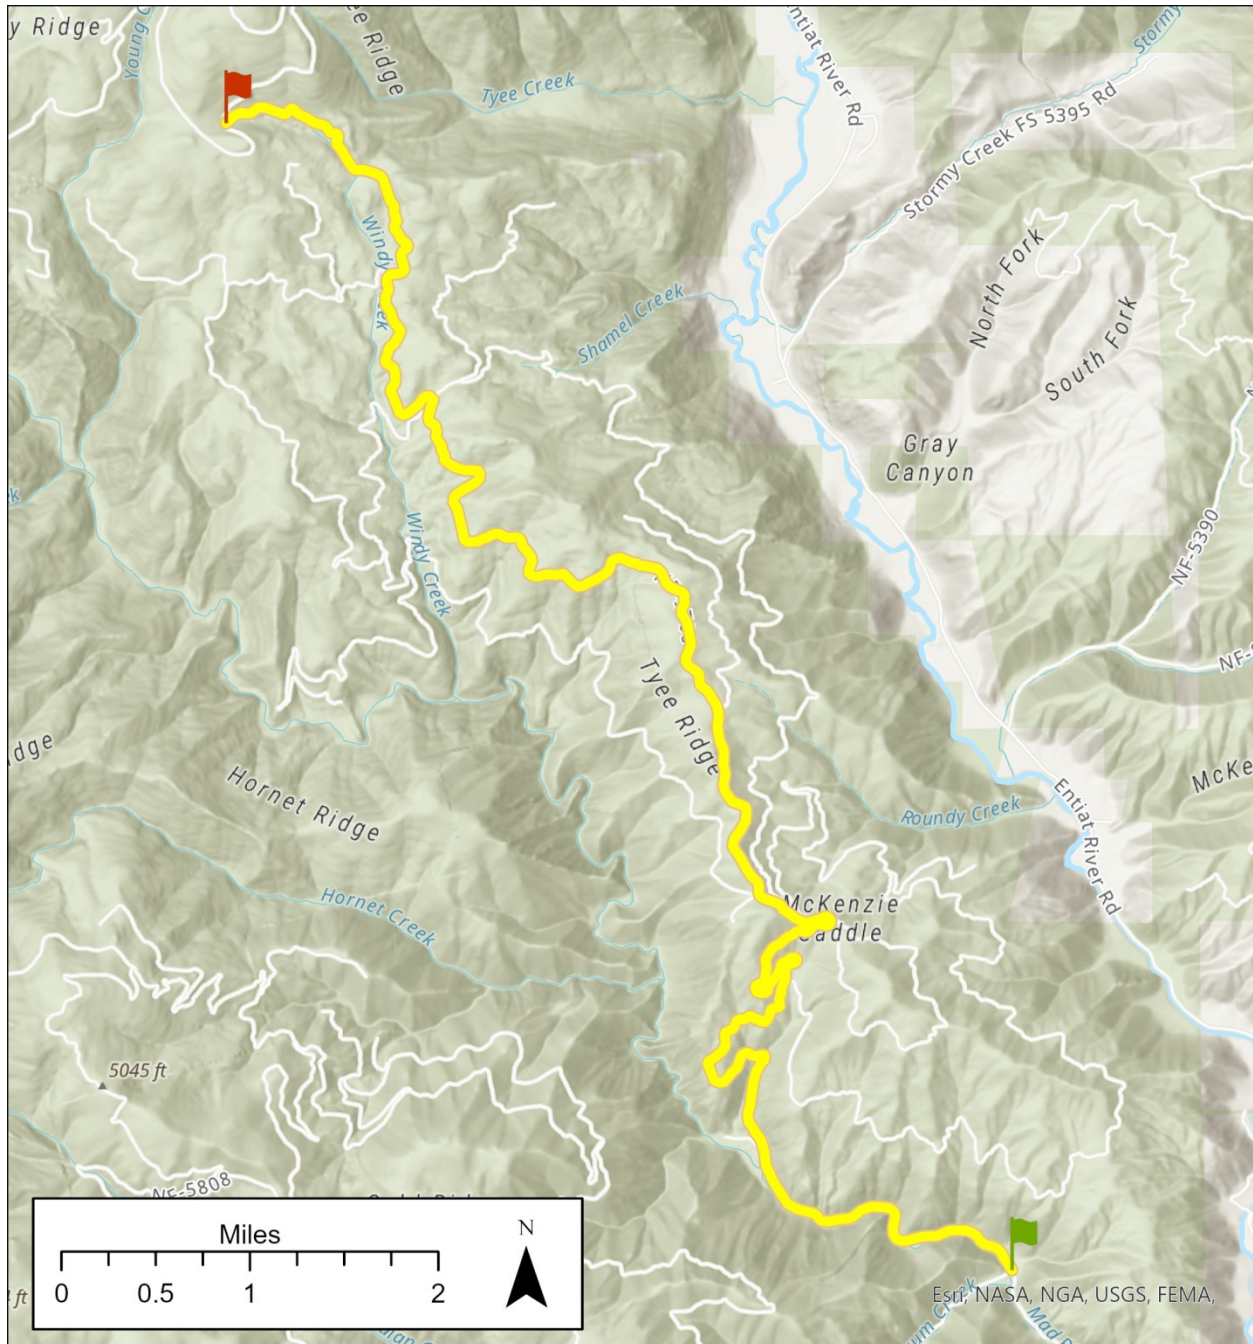 y Ridge
Young C
ee Ridge
Tyee Creek
Entiat River Rd
Stormy
Stormy Creek FS 5395 Rd
Windy
ek
Shamel Creek
North Fork
South Fork
Gray
Canyon
NF-5390
Windy Creek
Tyee Ridge
NF-
dge
Hornet Ridge
McKe
Roundy Creek
Entiat River Rd
Hornet Creek
McKenzie
Saddle
5045 ft
NF-5808
Miles
0 0.5 1 2
N
Esri, NASA, NGA, USGS, FEMA,
um Creek
Mad